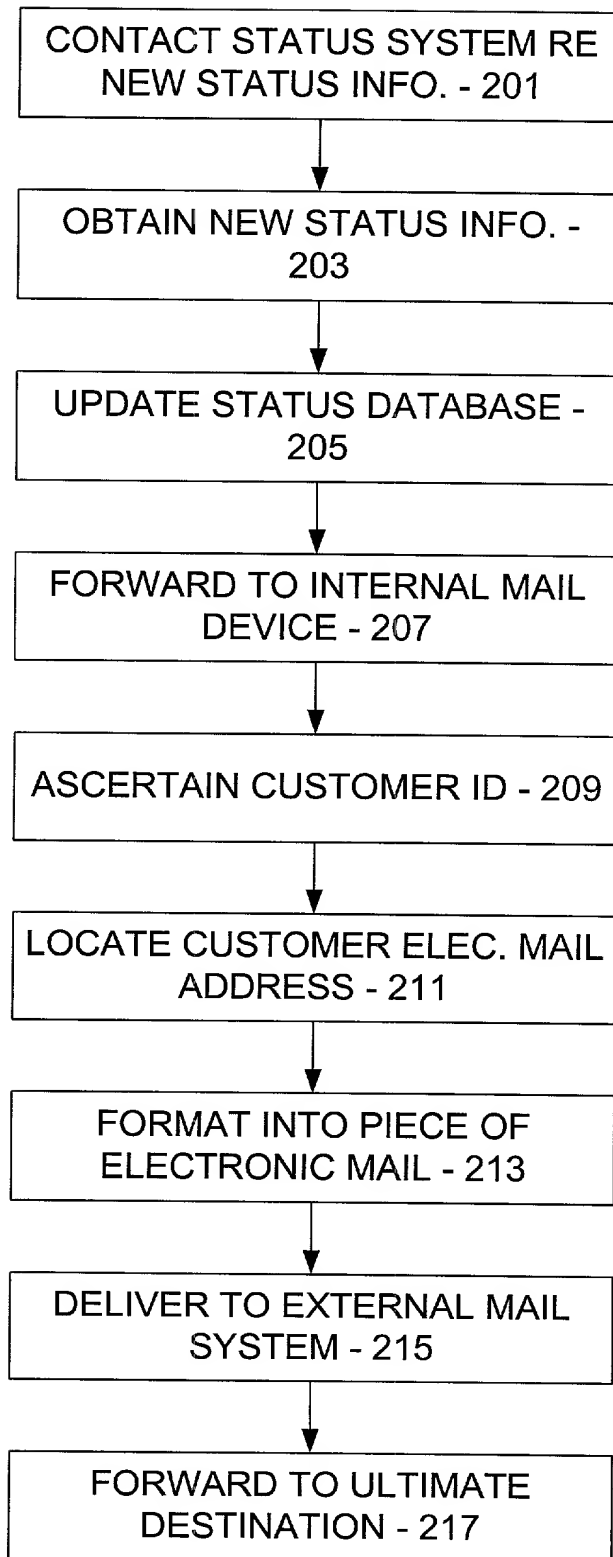 CONTACT STATUS SYSTEM RE
NEW STATUS INFO. - 201
OBTAIN NEW STATUS INFO. -
203
UPDATE STATUS DATABASE -
205
FORWARD TO INTERNAL MAIL
DEVICE - 207
ASCERTAIN CUSTOMER ID - 209
LOCATE CUSTOMER ELEC. MAIL
ADDRESS - 211
FORMAT INTO PIECE OF
ELECTRONIC MAIL - 213
DELIVER TO EXTERNAL MAIL
SYSTEM - 215
FORWARD TO ULTIMATE
DESTINATION - 217